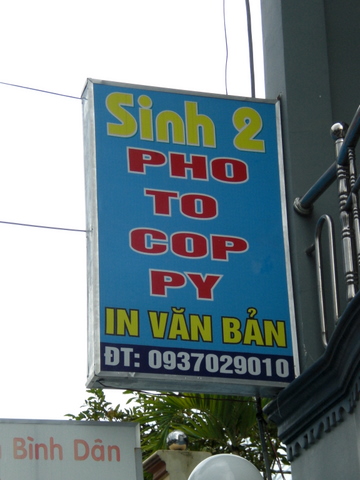 Sinh 2
PHO
TO
COP
PY
IN VĂN BẢN
ĐT: 0937029010
Bình Dân